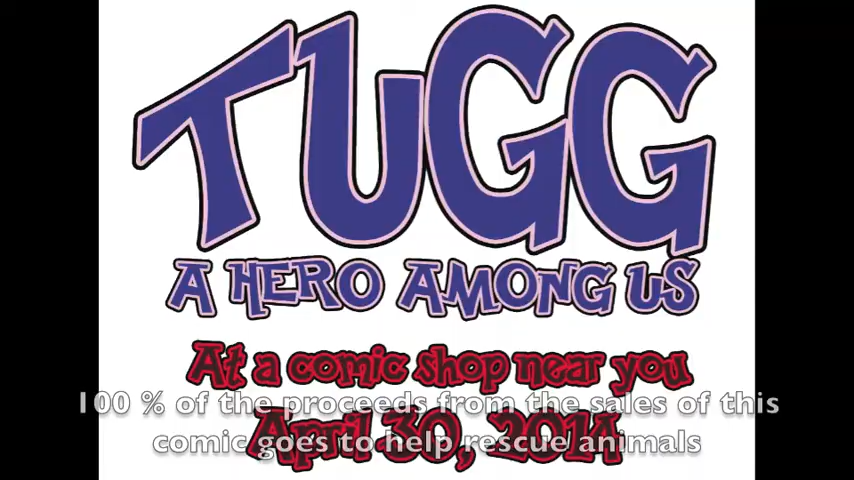 TUGG
A HERO AMONG US
At a comic shop near you
100 % of the proceeds from the sales of this
April 30, 2014
comic goes to help rescue animals